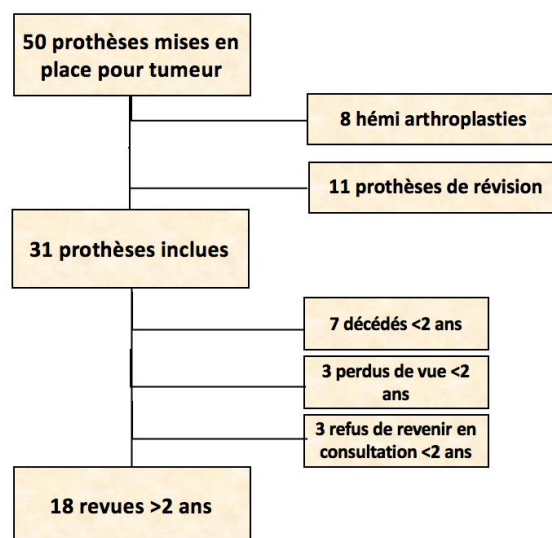 50 prothèses mises en
place pour tumeur
8 hémi arthroplasties
11 prothèses de révision
31 prothèses inclues
7 décédés <2 ans
3 perdus de vue <2
ans
3 refus de revenir en
consultation <2 ans
18 revues >2 ans